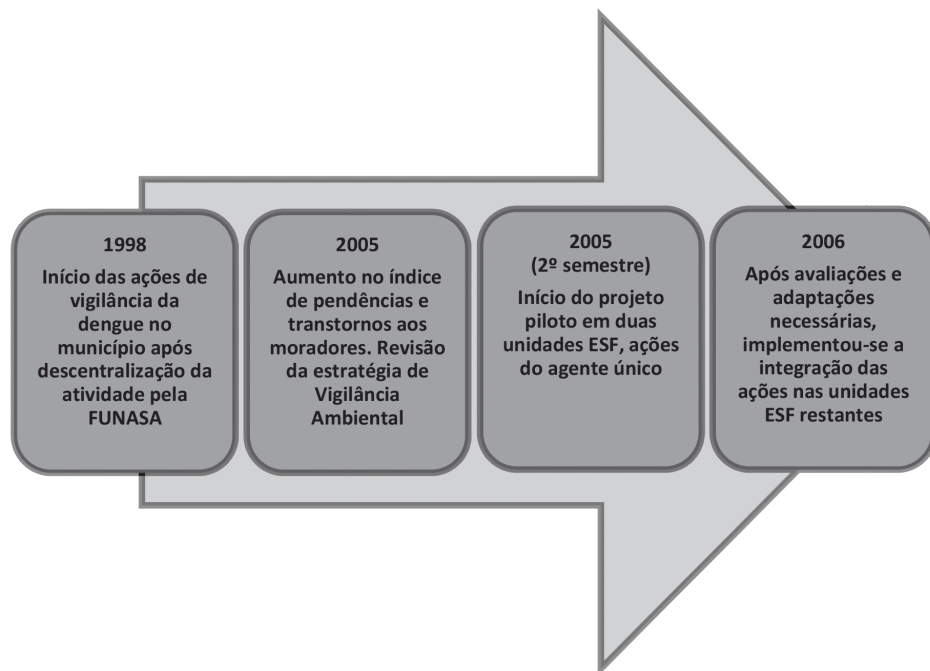 1998
Início das ações de
vigilância da
dengue no
município após
descentralização da
atividade pela
FUNASA
2005
Aumento no índice
de pendências e
transtornos aos
moradores. Revisão
da estratégia de
Vigilância
Ambiental
2005
(2º semestre)
Início do projeto
piloto em duas
unidades ESF, ações
do agente único
2006
Após avaliações e
adaptações
necessárias,
implementou-se a
integração das
ações nas unidades
ESF restantes